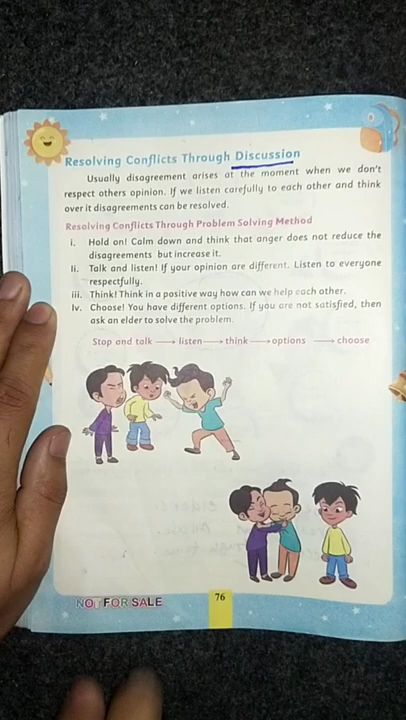 Resolving Conflicts Through Discussion
Usually disagreement arises at the moment when we don't
respect others opinion. If we listen carefully to each other and think
over it disagreements can be resolved.
Resolving Conflicts Through Problem Solving Method
i. Hold on! Calm down and think that anger does not reduce the
disagreements but increase it.
Ii. Talk and listen! If your opinion are different. Listen to everyone
respectfully.
iii. Think! Think in a positive way how can we help each other.
Iv. Choose! You have different options. If you are not satisfied, then
ask an elder to solve the problem.
Stop and talk → listen → think → options → choose
NOT FOR SALE
76